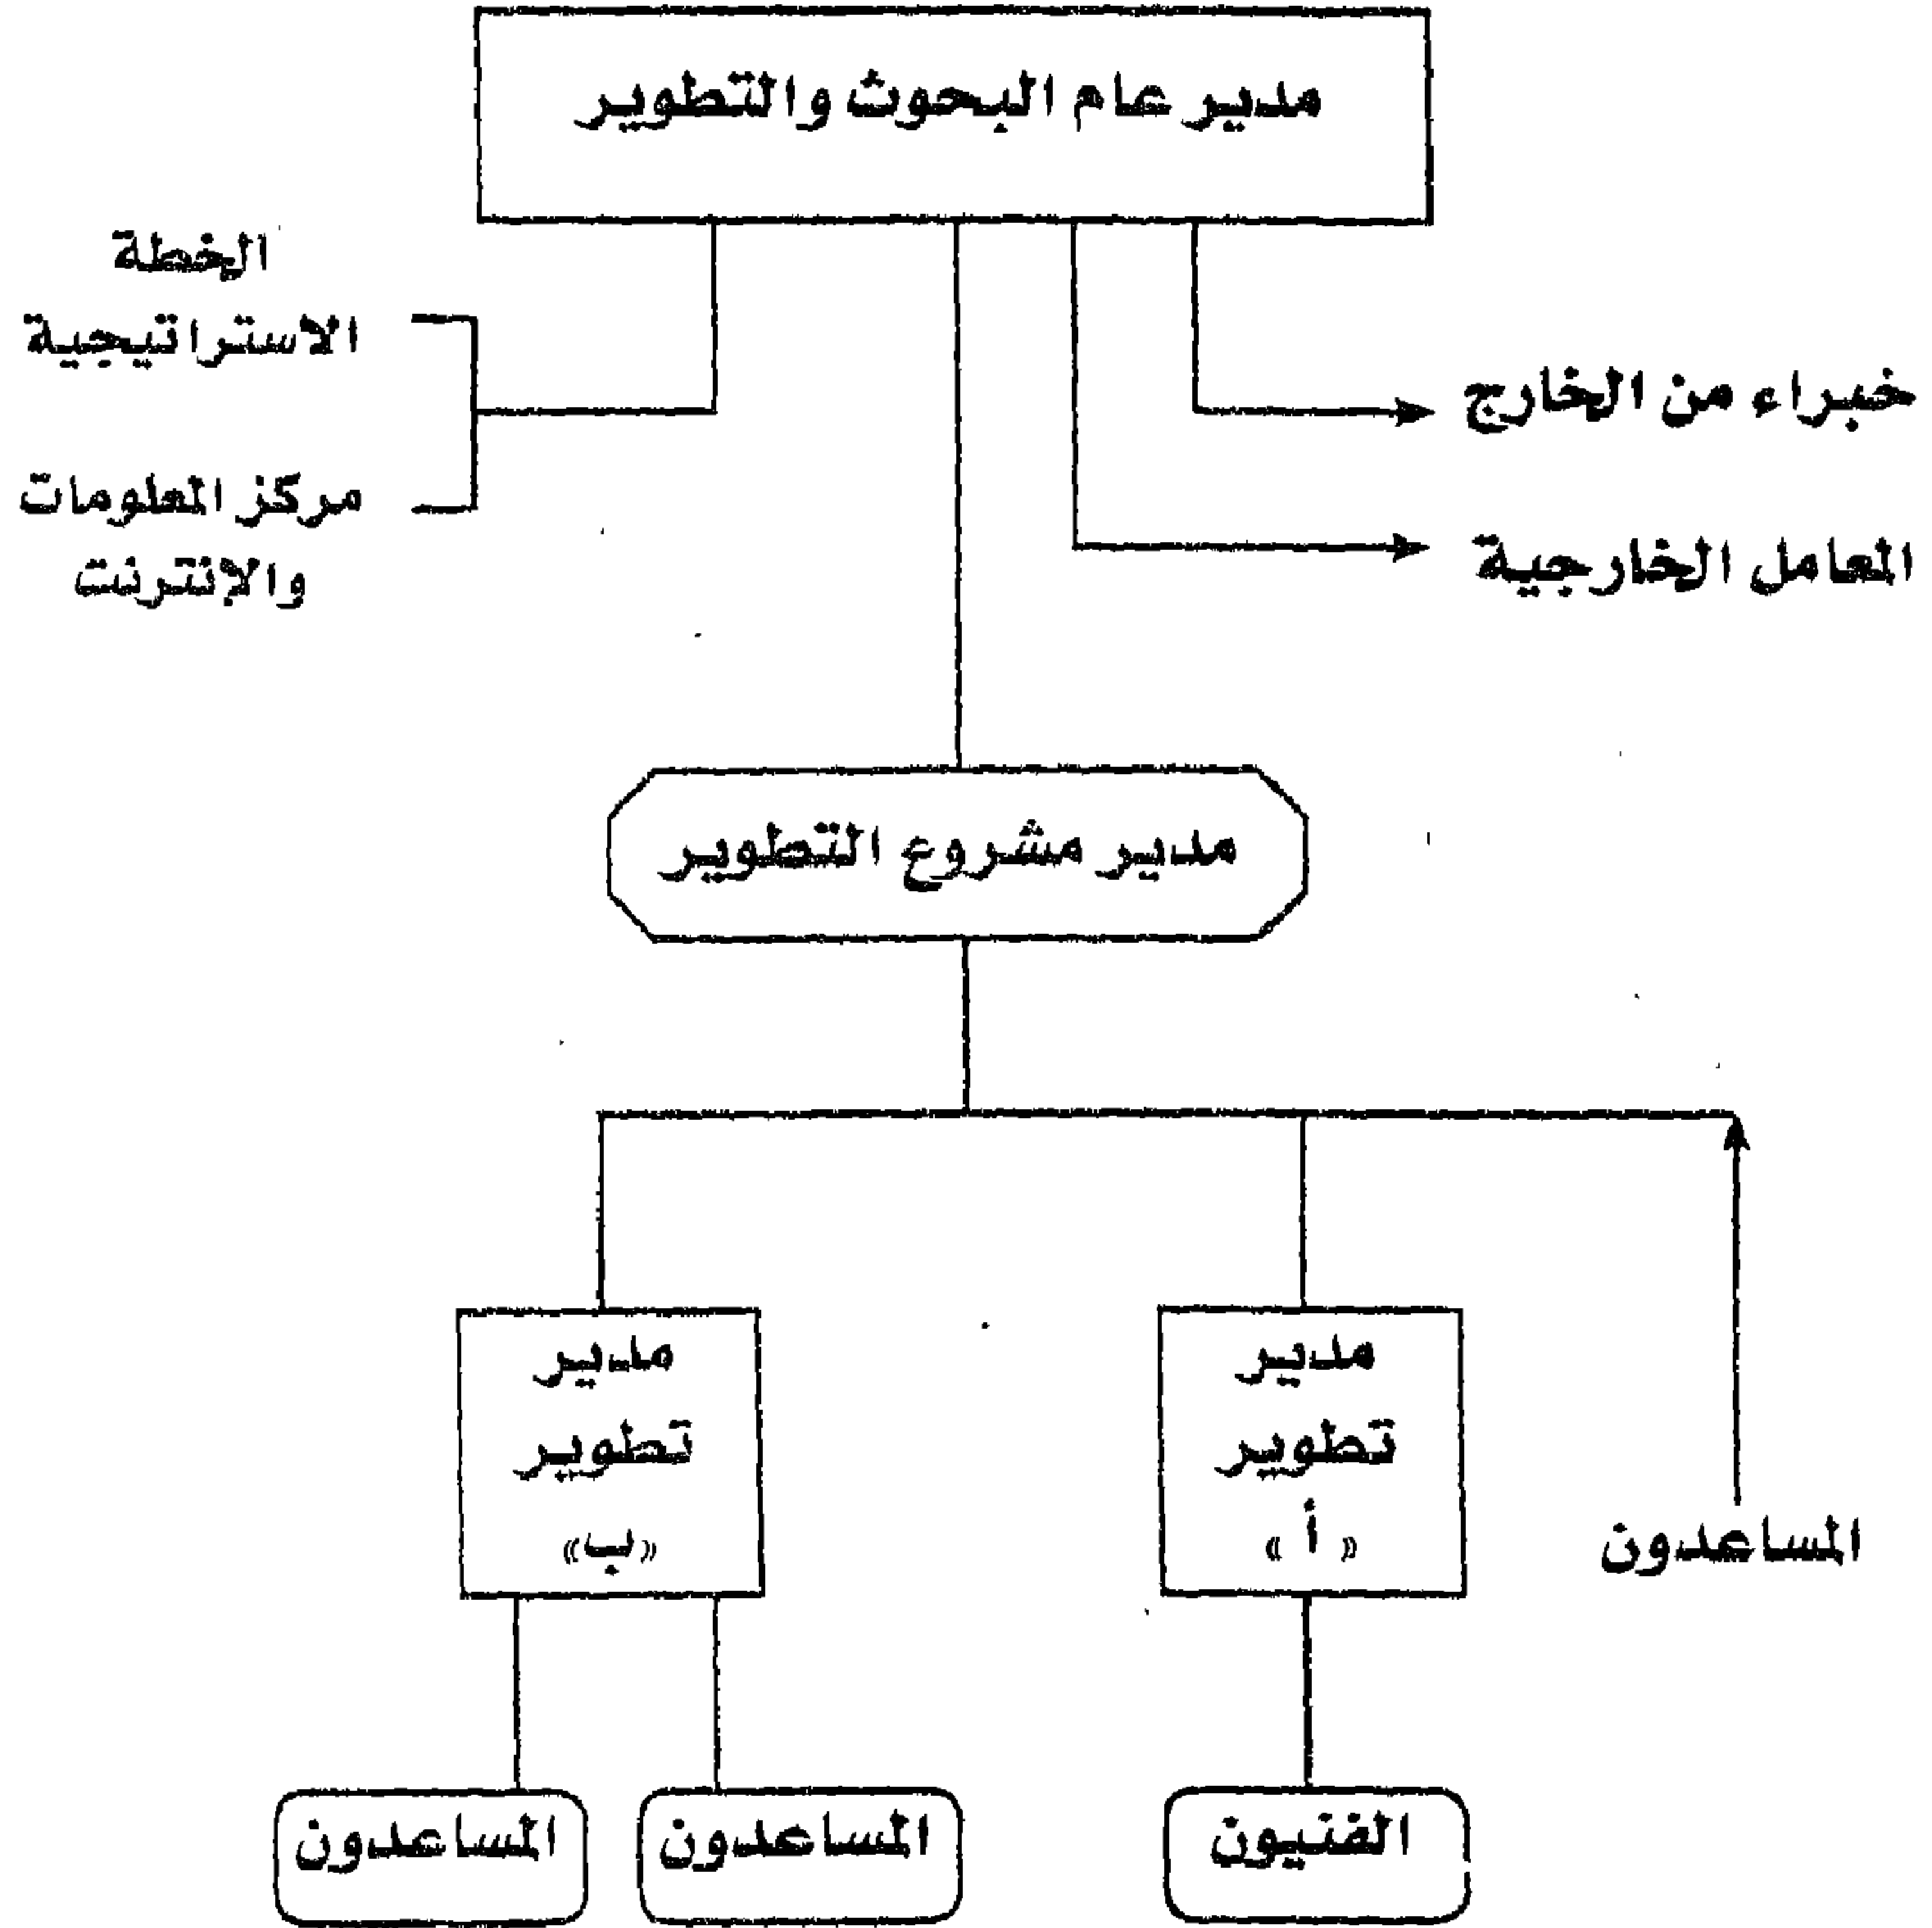 مدير عام البحوث والتطوير
خبراء من الخارج
المعامل الخارجية
الخطة
الاستراتيجية
مركز المعلومات
والإنترنت
مدير مشروع التطوير
المساعدون
مدير
تطوير
« أ »
مدير
تطوير
«ب»
الفنيون
المساعدون
المساعدون